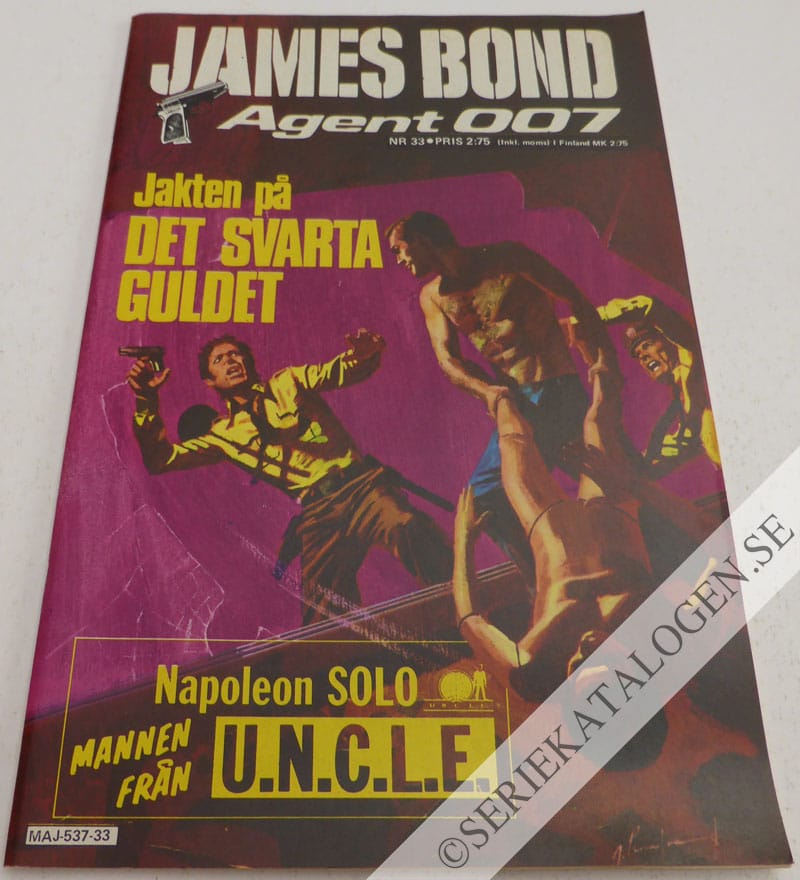 JAMES BOND
Agent 007
NR 33 • PRIS 2:75 (Inkl. moms) I Finland MK 2:75
Jakten på
DET SVARTA
GULDET
Napoleon SOLO
U.N.C.L.E.
MANNEN
FRÅN
U.N.C.L.E.
MAJ-537-33
©SERIEKATALOGEN.SE